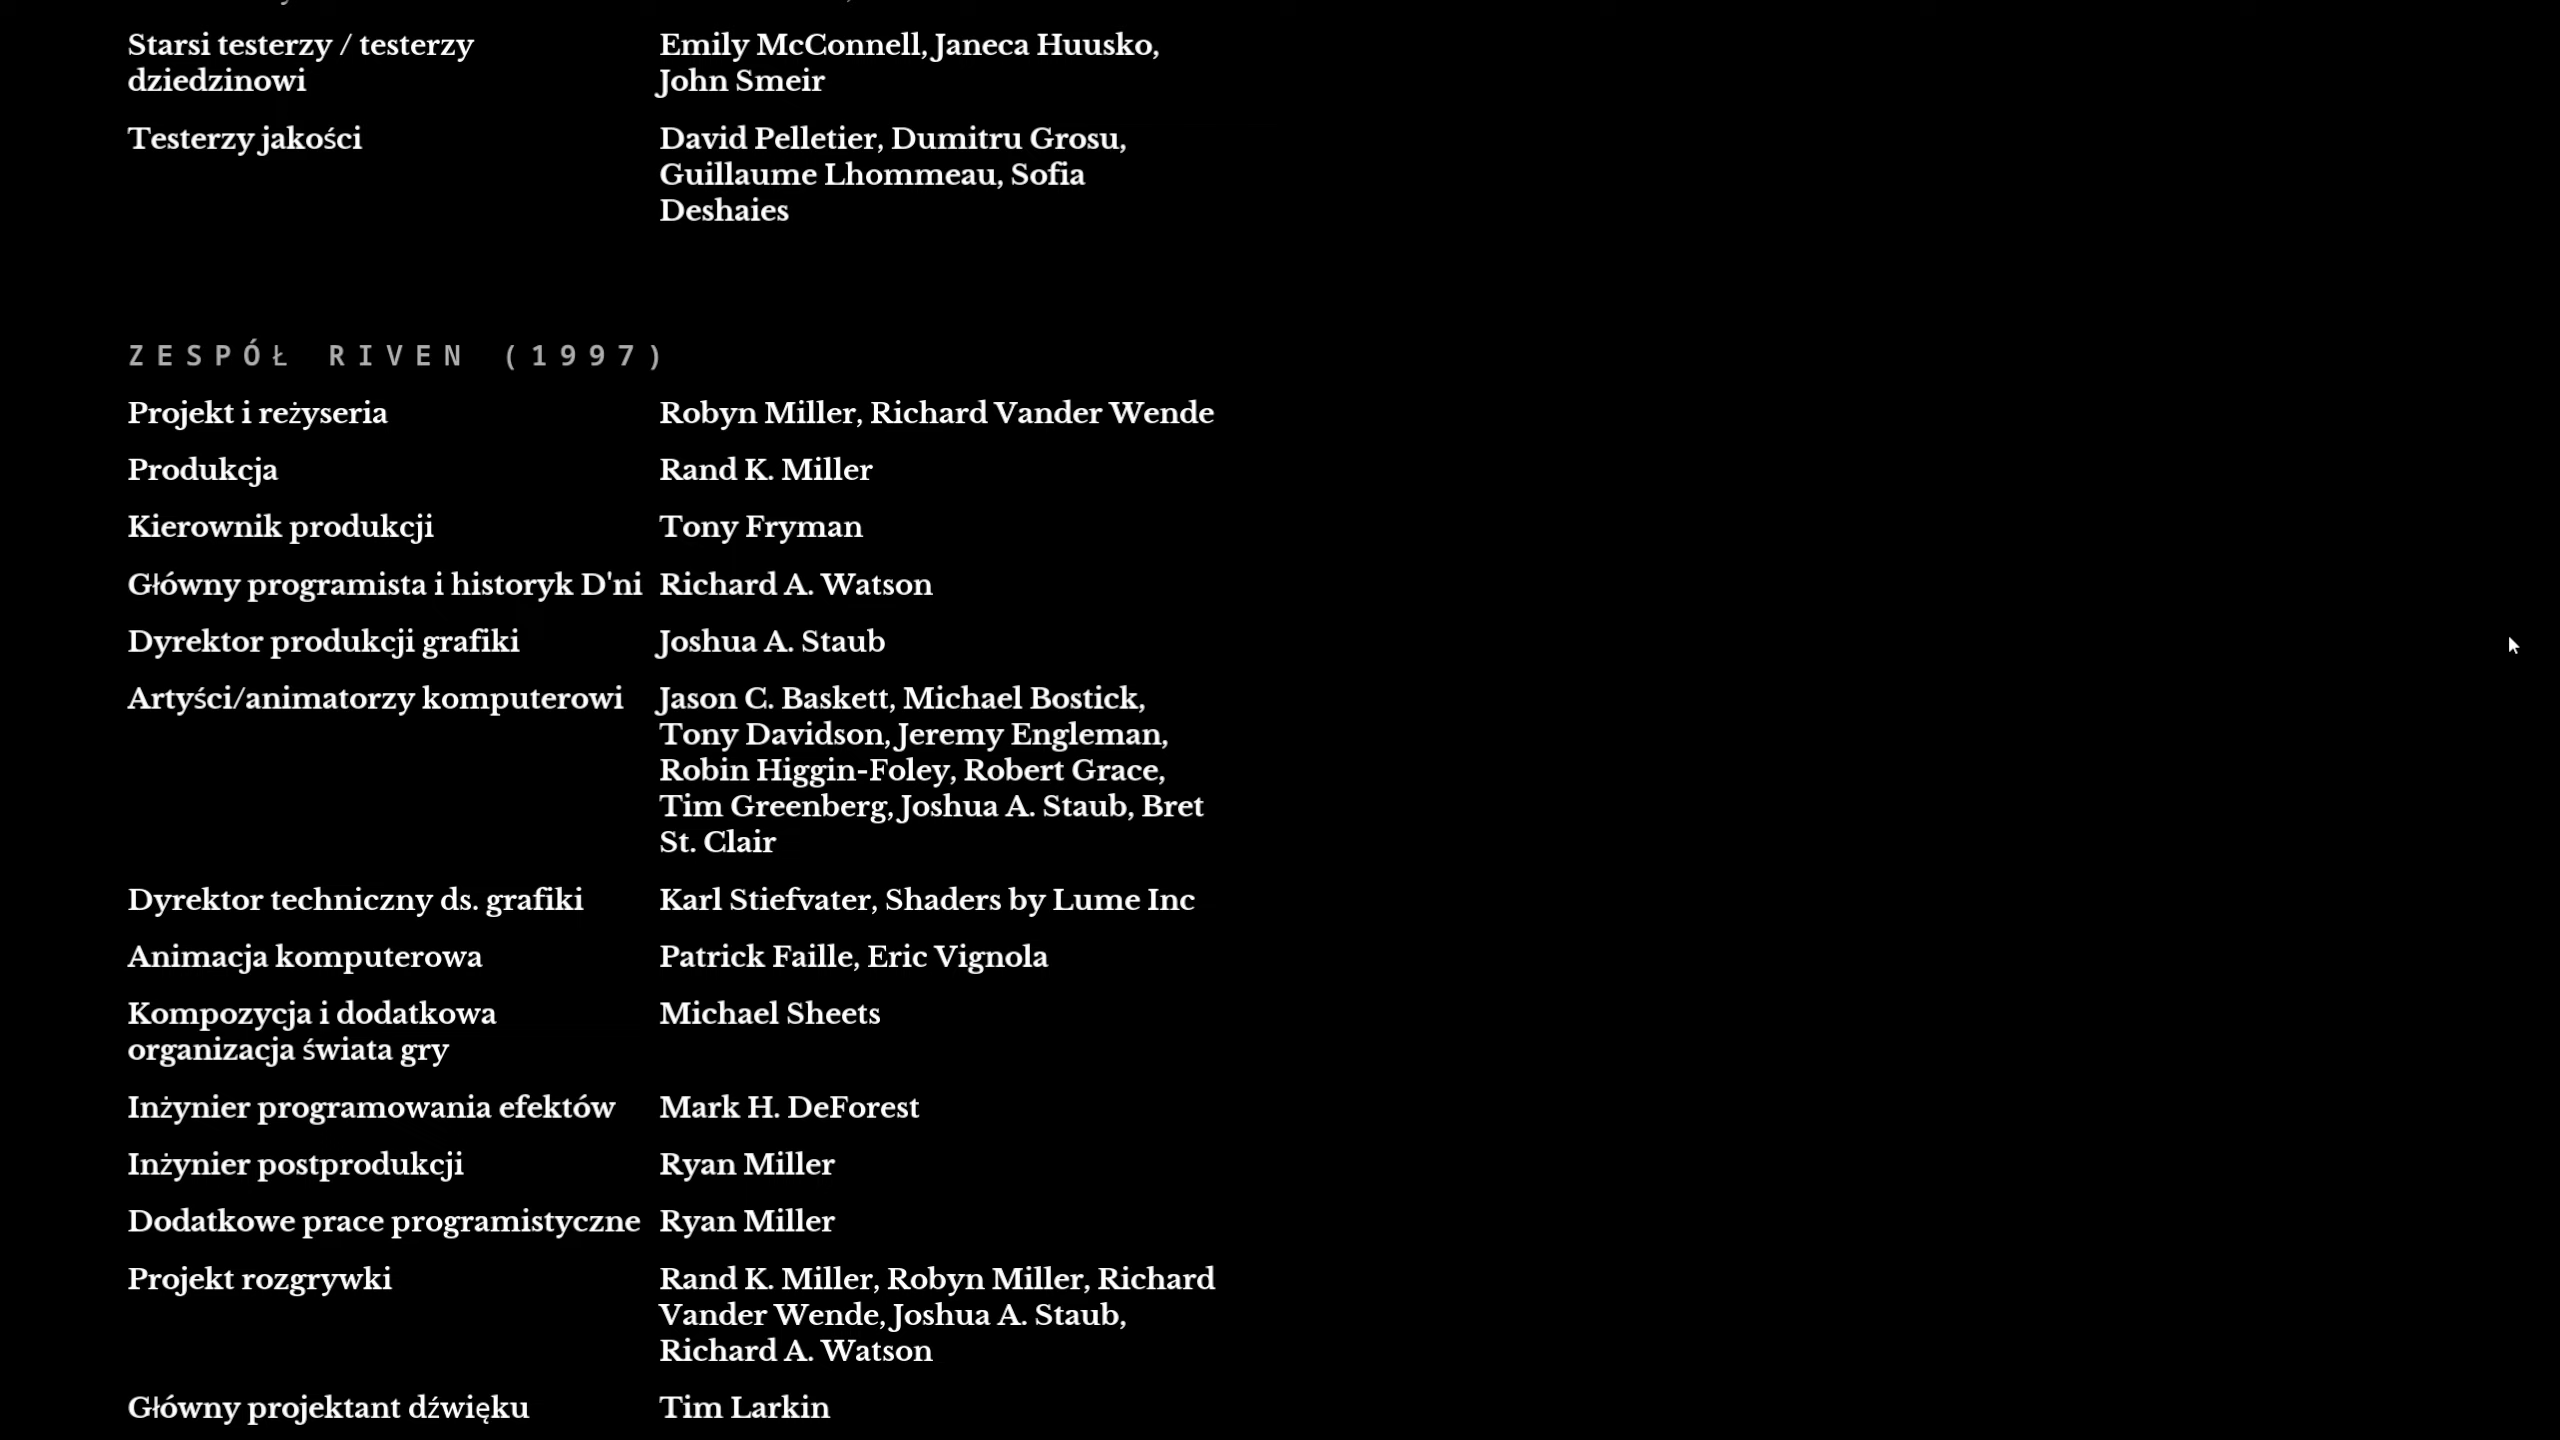 Starsi testerzy / testerzy dziedzinowi
Emily McConnell, Janeca Huusko,
John Smeir
Testerzy jakości
David Pelletier, Dumitru Grosu,
Guillaume Lhommeau, Sofia
Deshaies
ZESPÓŁ RIVEN (1997)
Projekt i reżyseria
Robyn Miller, Richard Vander Wende
Produkcja
Rand K. Miller
Kierownik produkcji
Tony Fryman
Główny programista i historyk D'ni
Richard A. Watson
Dyrektor produkcji grafiki
Joshua A. Staub
Artyści/animatorzy komputerowi
Jason C. Baskett, Michael Bostick,
Tony Davidson, Jeremy Engleman,
Robin Higgin-Foley, Robert Grace,
Tim Greenberg, Joshua A. Staub, Bret
St. Clair
Dyrektor techniczny ds. grafiki
Karl Stiefvater, Shaders by Lume Inc
Animacja komputerowa
Patrick Faille, Eric Vignola
Kompozycja i dodatkowa
organizacja świata gry
Michael Sheets
Inżynier programowania efektów
Mark H. DeForest
Inżynier postprodukcji
Ryan Miller
Dodatkowe prace programistyczne
Ryan Miller
Projekt rozgrywki
Rand K. Miller, Robyn Miller, Richard
Vander Wende, Joshua A. Staub,
Richard A. Watson
Główny projektant dźwięku
Tim Larkin